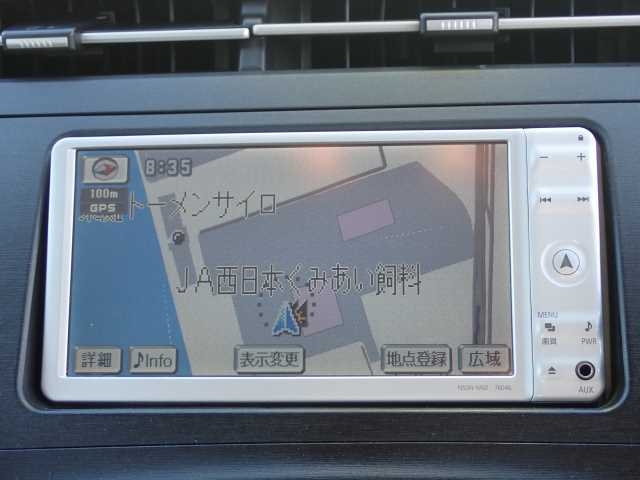 8:35
100m
GPS
トーメンサイロ
JA西日本くみあい飼料
詳細
♪Info
表示変更
地点登録
広域
MENU
画質
PWR
AUX